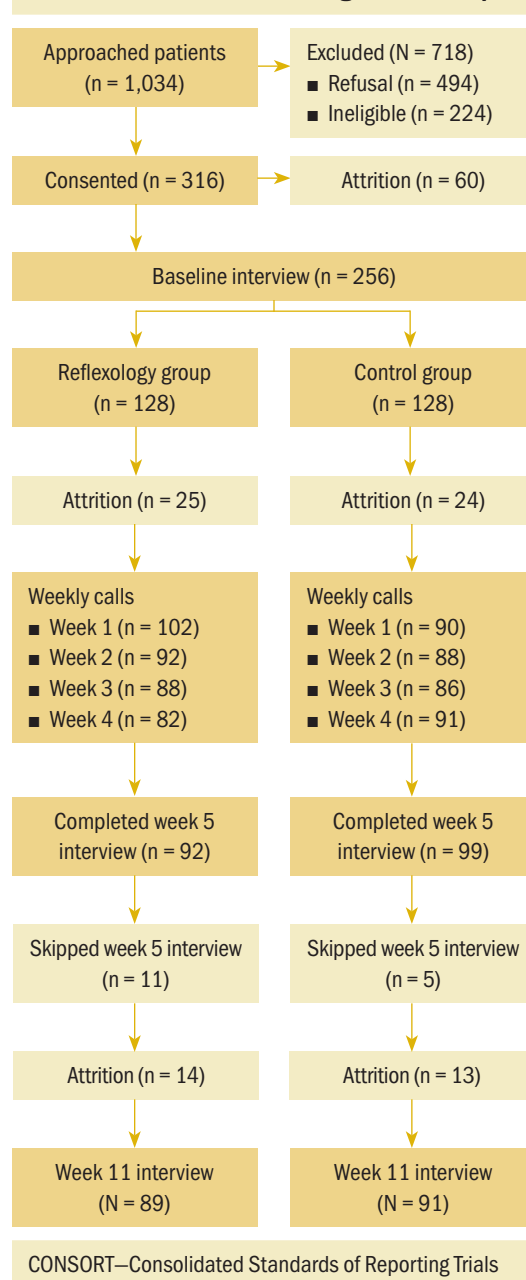 Approached patients
(n = 1,034)
Excluded (N = 718)
■ Refusal (n = 494)
■ Ineligible (n = 224)
Consented (n = 316)
Attrition (n = 60)
Baseline interview (n = 256)
Reflexology group
(n = 128)
Control group
(n = 128)
Attrition (n = 25)
Attrition (n = 24)
Weekly calls
■ Week 1 (n = 102)
■ Week 2 (n = 92)
■ Week 3 (n = 88)
■ Week 4 (n = 82)
Weekly calls
■ Week 1 (n = 90)
■ Week 2 (n = 88)
■ Week 3 (n = 86)
■ Week 4 (n = 91)
Completed week 5
interview (n = 92)
Completed week 5
interview (n = 99)
Skipped week 5 interview
(n = 11)
Skipped week 5 interview
(n = 5)
Attrition (n = 14)
Attrition (n = 13)
Week 11 interview
(N = 89)
Week 11 interview
(N = 91)
CONSORT—Consolidated Standards of Reporting Trials